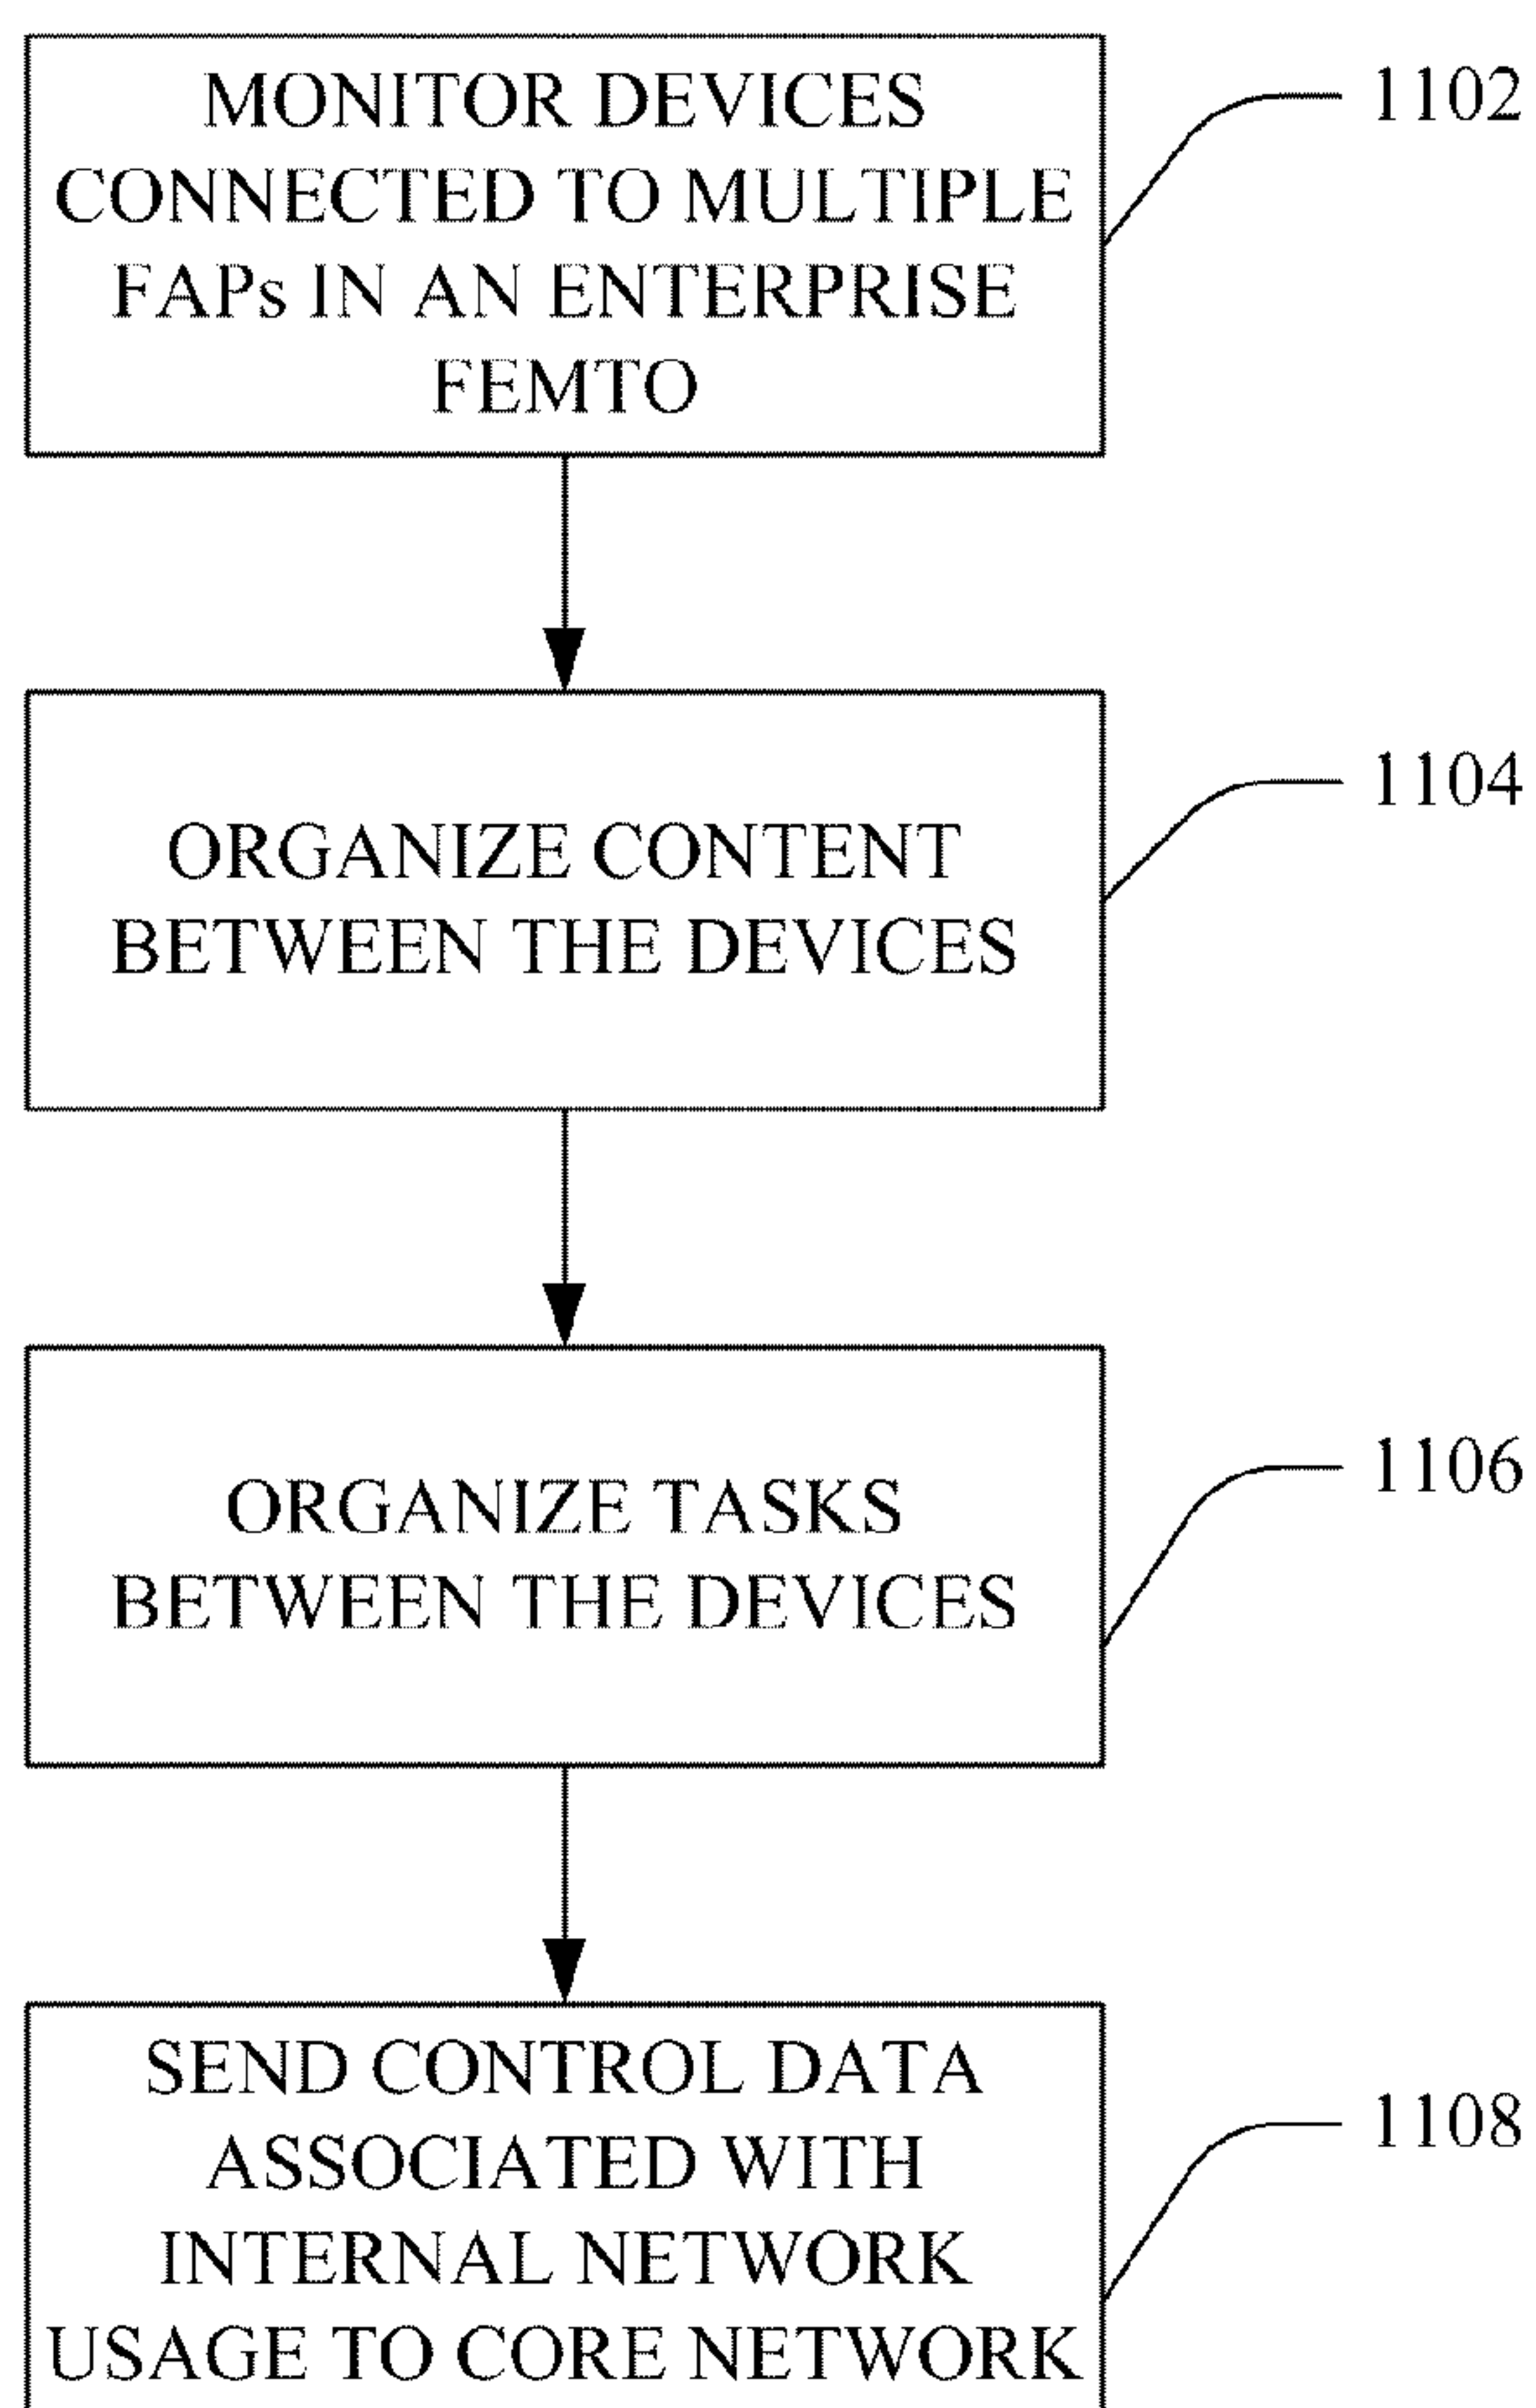 MONITOR DEVICES
CONNECTED TO MULTIPLE
FAPs IN AN ENTERPRISE
FEMTO
1102
ORGANIZE CONTENT
BETWEEN THE DEVICES
1104
ORGANIZE TASKS
BETWEEN THE DEVICES
1106
SEND CONTROL DATA
ASSOCIATED WITH
INTERNAL NETWORK
USAGE TO CORE NETWORK
1108